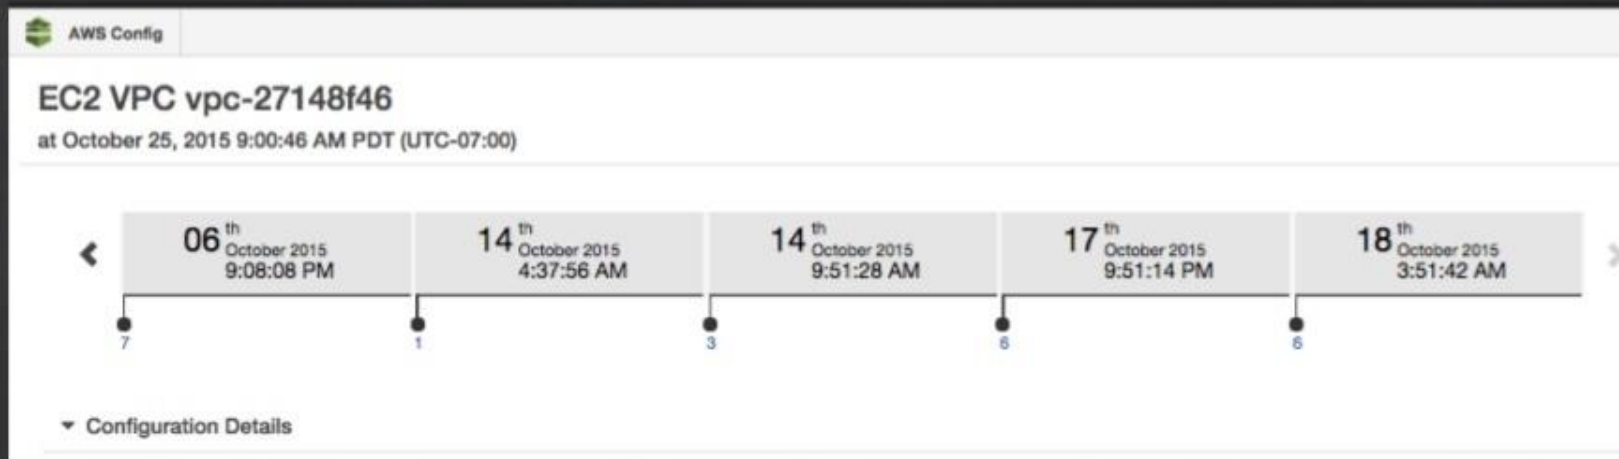 AWS Config
EC2 VPC vpc-27148f46
at October 25, 2015 9:00:46 AM PDT (UTC-07:00)
06 th October 2015 9:08:08 PM
14 th October 2015 4:37:56 AM
14 th October 2015 9:51:28 AM
17 th October 2015 9:51:14 PM
18 th October 2015 3:51:42 AM
7 1 3 6 6
Configuration Details